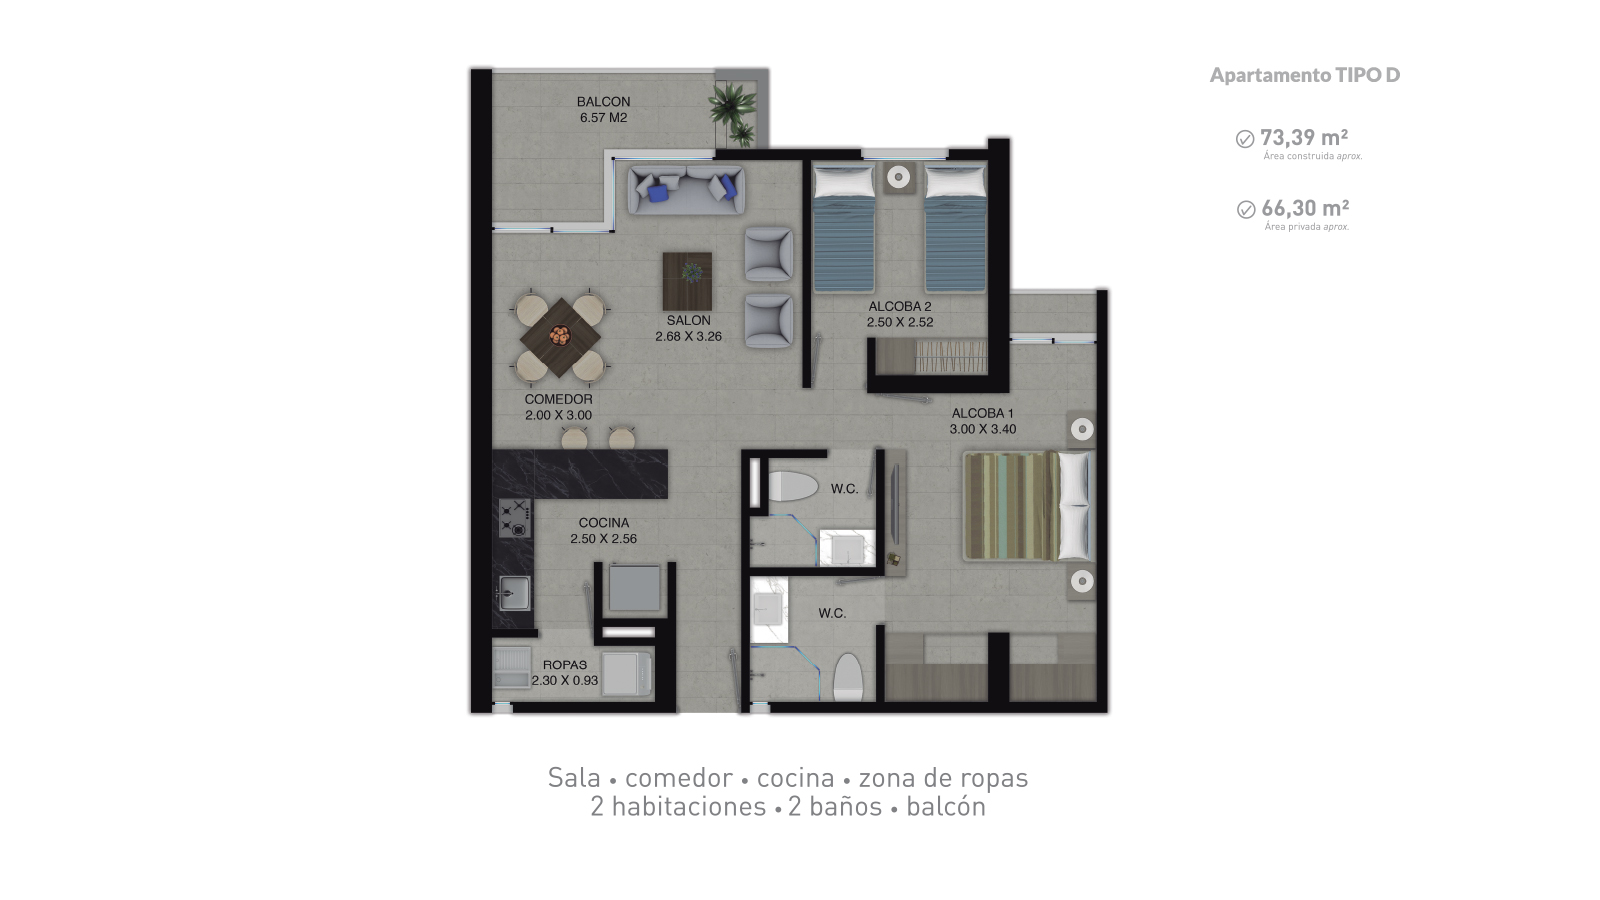 Apartamento TIPO D
73,39 m²
Área construida aprox.
66,30 m²
Área privada aprox.
BALCON
6.57 M2
ALCOBA 2
2.50 X 2.52
SALON
2.68 X 3.26
COMEDOR
2.00 X 3.00
ALCOBA 1
3.00 X 3.40
W.C.
COCINA
2.50 X 2.56
W.C.
ROPAS
2.30 X 0.93
Sala • comedor • cocina • zona de ropas
2 habitaciones • 2 baños • balcón